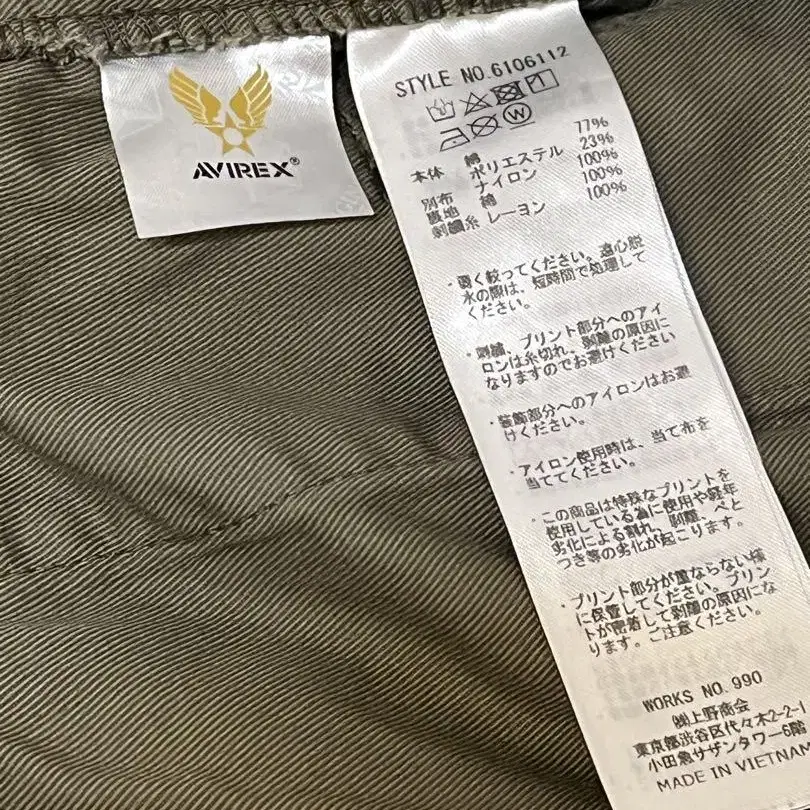 AVIREX®
STYLE NO.6106112
本体 綿 77%
ポリエステル 23%
別布 ナイロン 100%
裏地 綿 100%
刺繍糸 レーヨン 100%
・弱く絞ってください。遠心脱
水の際は、短時間で処理して
ください。
・刺繍、プリント部分へのアイ
ロンは糸切れ、剥離の原因に
なりますのでお避けください
・装飾部分へのアイロンはお避
けください。
・アイロン使用時は、当て布を
当ててください。
・この商品は特殊なプリントを
使用している為に使用や経年
劣化による割れ、剥離、べと
つき等の劣化が起こります。
・プリント部分が重ならない様
に保管してください。プリン
トが密着して剥離の原因にな
ります。ご注意ください。
WORKS NO.990
㈱上野商会
東京都渋谷区代々木2-2-1
小田急サザンタワー6階
MADE IN VIETNAM